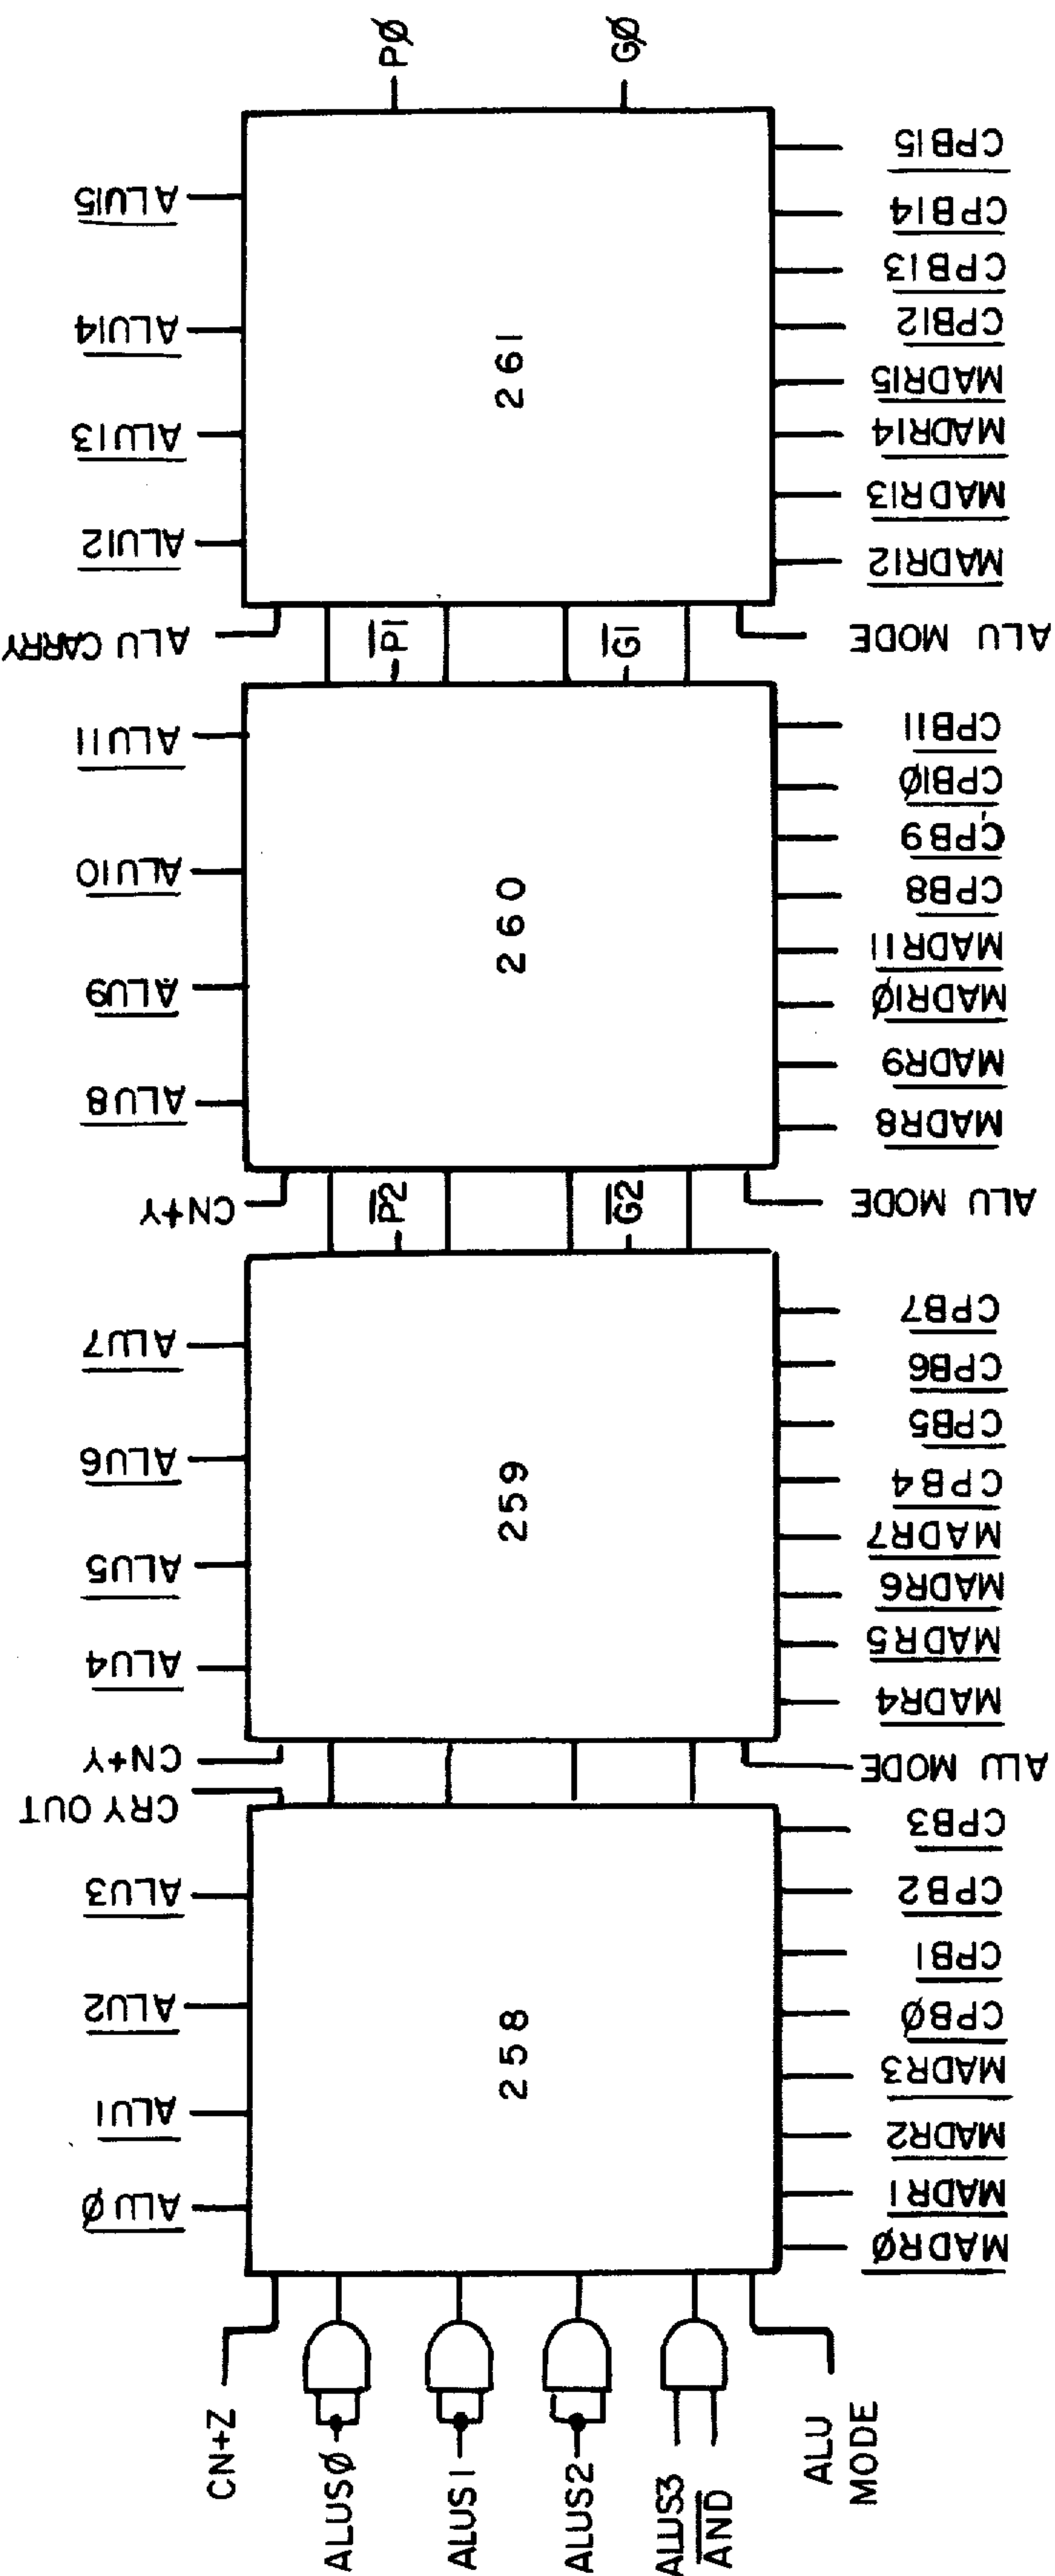 PØ
GØ
ALU15
ALU14
ALU13
ALU12
261
CPB15
CPB14
CPB13
CPB12
MADR15
MADR14
MADR13
MADR12
ALU CARRY
P1
G1
ALU MODE
ALU11
ALU10
ALU9
ALU8
260
CPB11
CPB1Ø
CPB9
CPB8
MADR11
MADR1Ø
MADR9
MADR8
CN+Y
P2
G2
ALU MODE
ALU7
ALU6
ALU5
ALU4
259
CPB7
CPB6
CPB5
CPB4
MADR7
MADR6
MADR5
MADR4
CN+Y
ALU MODE
CRY OUT
ALU3
ALU2
ALU1
ALUØ
258
CPB3
CPB2
CPB1
CPBØ
MADR3
MADR2
MADR1
MADRØ
CN+Z
ALUSØ
ALUS1
ALUS2
ALUS3
AND
ALU
MODE